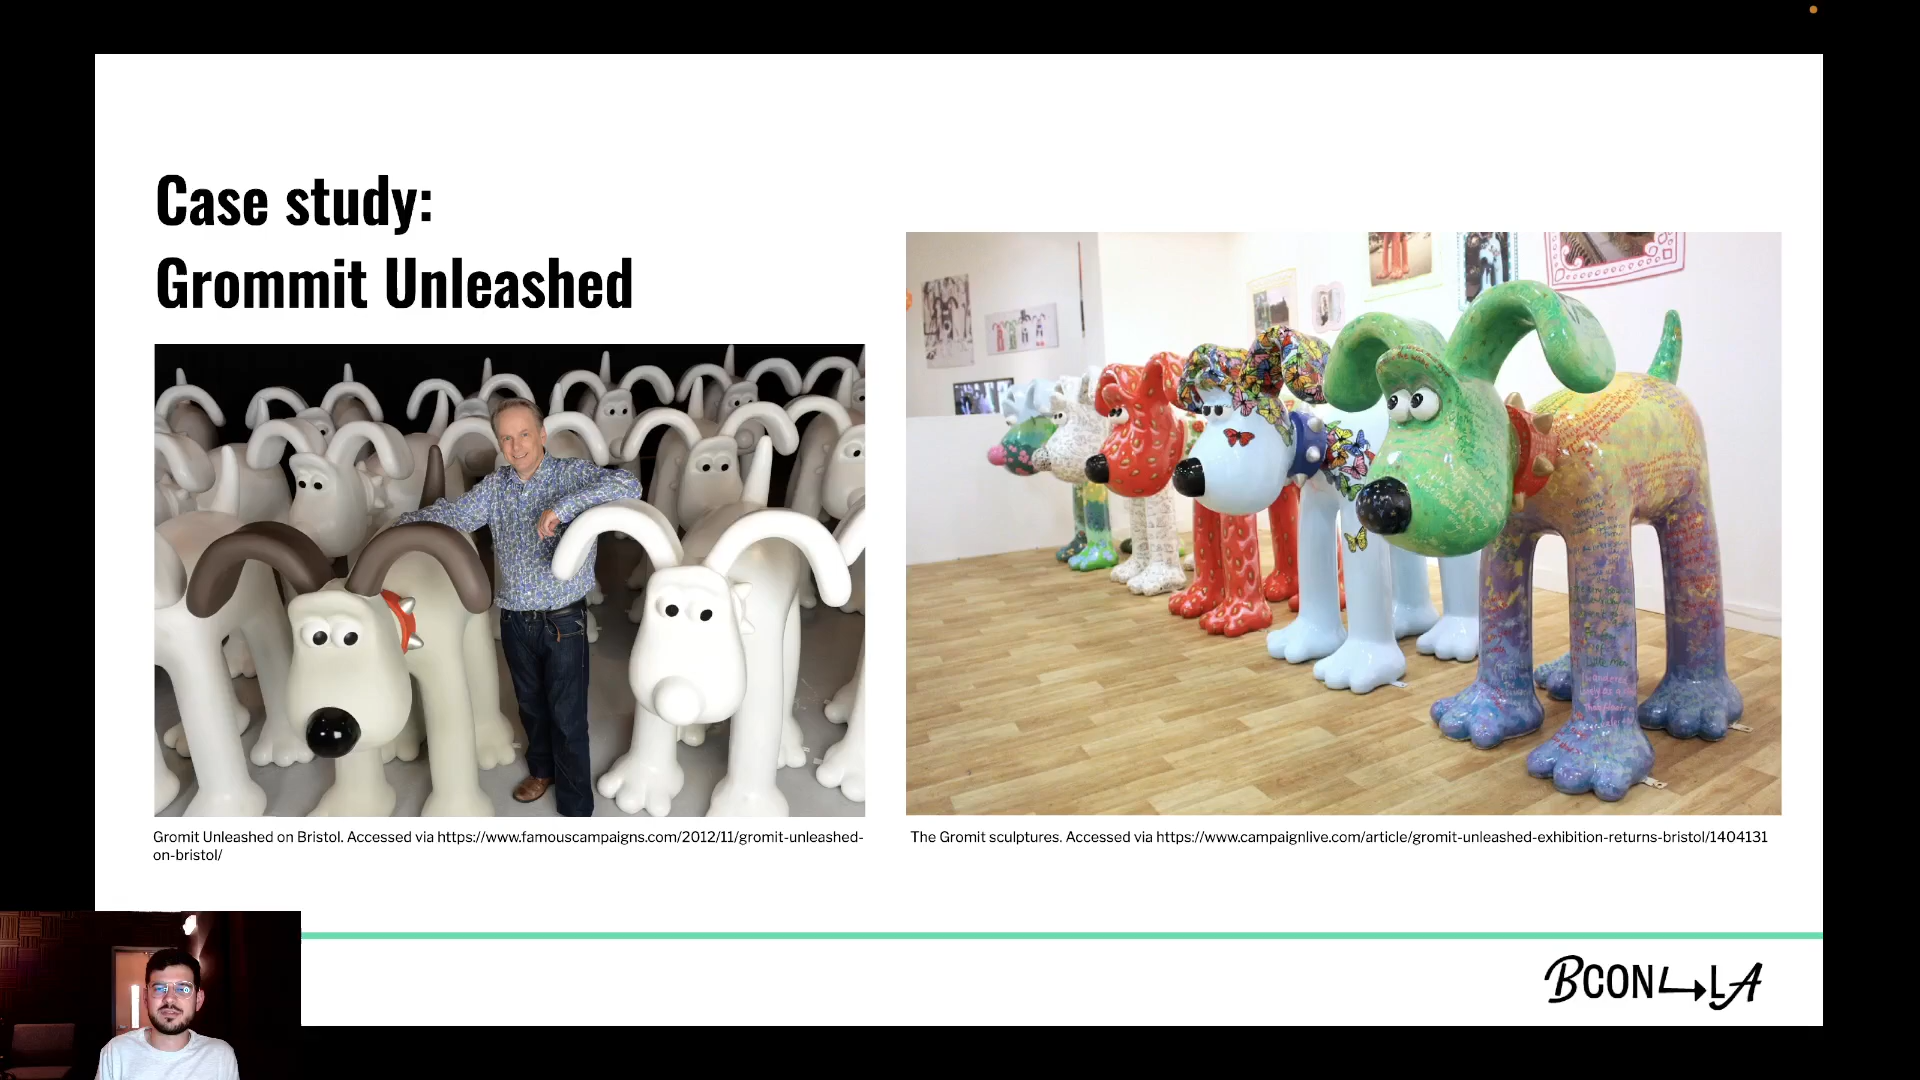 Case study:
Grommit Unleashed
Gromit Unleashed on Bristol. Accessed via https://www.famouscampaigns.com/2012/11/gromit-unleashed-
on-bristol/
The Gromit sculptures. Accessed via https://www.campaignlive.com/article/gromit-unleashed-exhibition-returns-bristol/1404131
BCON LA